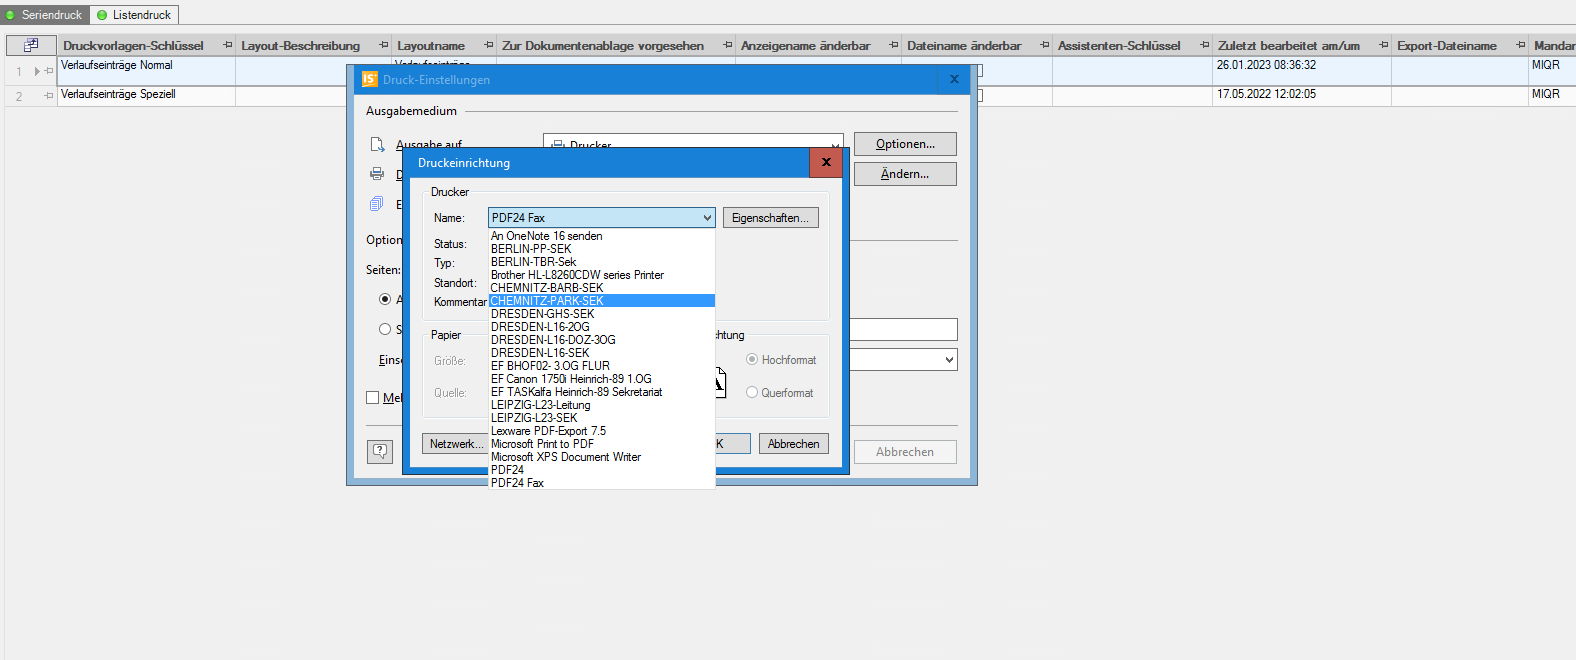 Seriendruck Listendruck
Druckvorlagen-Schlüssel Layout-Beschreibung Layoutname Zur Dokumentenablage vorgesehen Anzeigename änderbar Dateiname änderbar Assistenten-Schlüssel Zuletzt bearbeitet am/um Export-Dateiname Mandan
1 Verlaufseinträge Normal Verlaufseinträge 26.01.2023 08:36:32 MIQR
2 Verlaufseinträge Speziell 17.05.2022 12:02:05 MIQR
IS Druck-Einstellungen
Ausgabemedium
Ausgabe auf Drucker Optionen...
D Ändern...
E
Option
Seiten:
A
S
Einse
Me
Abbrechen
Druckeinrichtung
Drucker
Name: PDF24 Fax Eigenschaften...
Status:
Typ:
Standort:
Kommentar
An OneNote 16 senden
BERLIN-PP-SEK
BERLIN-TBR-Sek
Brother HL-L8260CDW series Printer
CHEMNITZ-BARB-SEK
CHEMNITZ-PARK-SEK
DRESDEN-GHS-SEK
DRESDEN-L16-2OG
DRESDEN-L16-DOZ-3OG
DRESDEN-L16-SEK
EF BHOF02- 3.OG FLUR
EF Canon 1750i Heinrich-89 1.OG
EF TASKalfa Heinrich-89 Sekretariat
LEIPZIG-L23-Leitung
LEIPZIG-L23-SEK
Lexware PDF-Export 7.5
Microsoft Print to PDF
Microsoft XPS Document Writer
PDF24
PDF24 Fax
Papier chtung
Größe: Hochformat
Quelle: A Querformat
Netzwerk... K Abbrechen